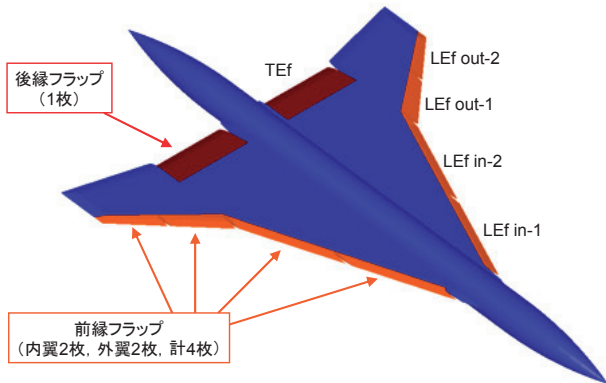 LEf out-2
TEf
後縁フラップ
（1枚）
LEf out-1
LEf in-2
LEf in-1
前縁フラップ
（内翼2枚，外翼2枚，計4枚）